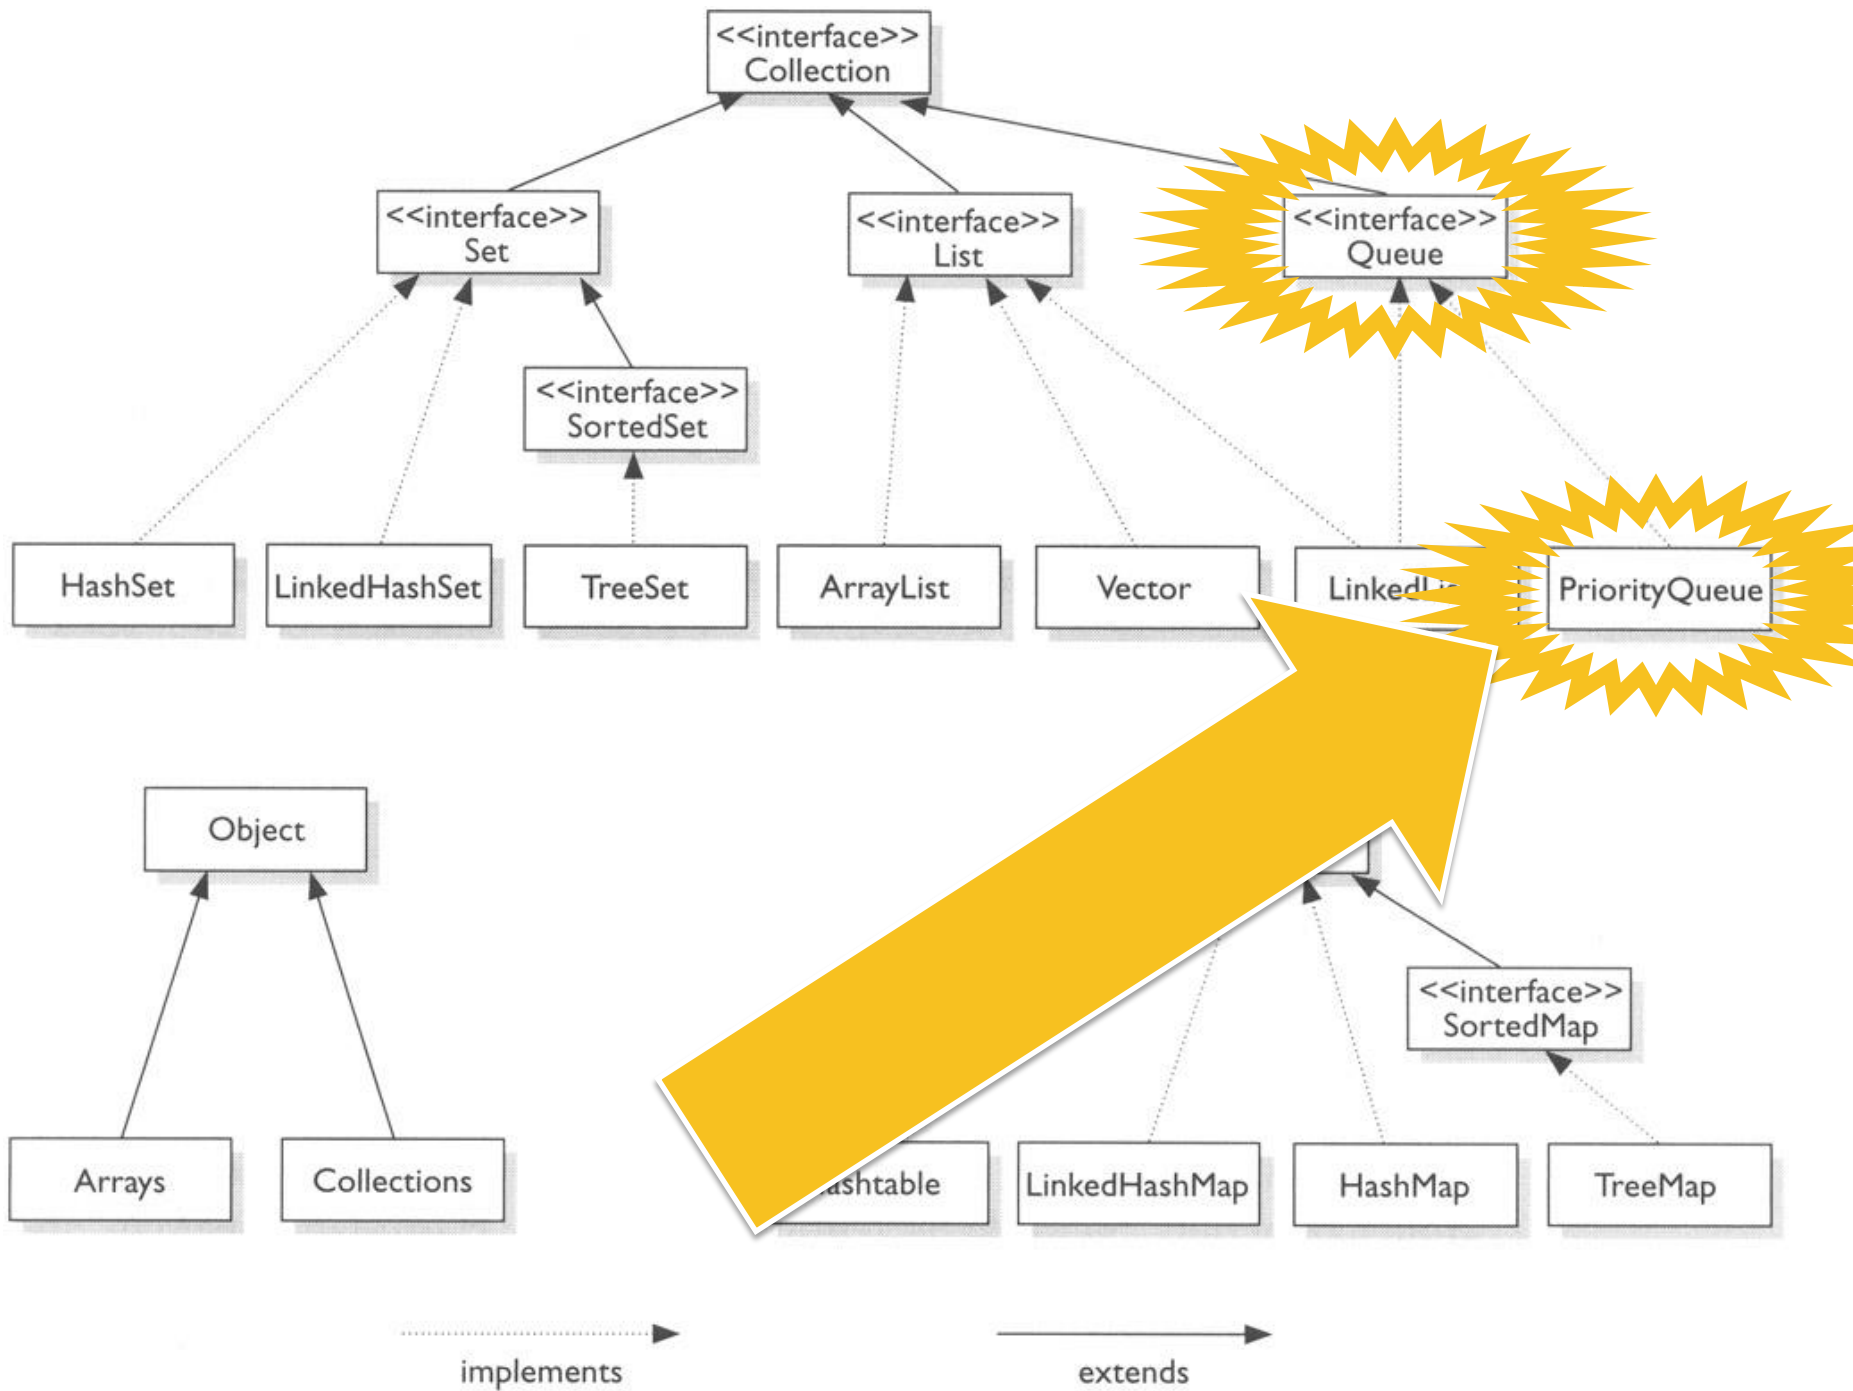 <<interface>>
Collection
<<interface>>
Set
<<interface>>
List
<<interface>>
Queue
<<interface>>
SortedSet
HashSet
LinkedHashSet
TreeSet
ArrayList
Vector
PriorityQueue
Object
<<interface>>
SortedMap
Arrays
Collections
LinkedHashMap
HashMap
TreeMap
implements
extends